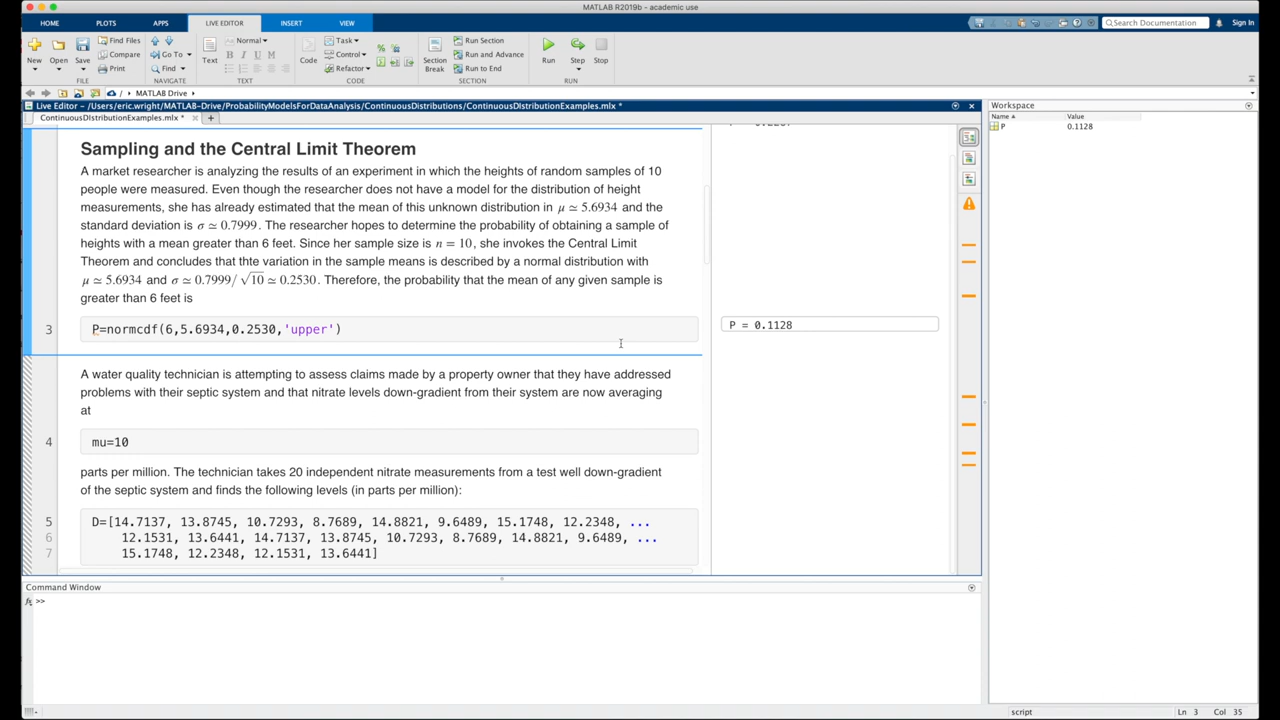 MATLAB R2019b - academic use
HOME PLOTS APPS LIVE EDITOR INSERT VIEW Search Documentation Sign In
New Open Save Find Files Compare Print Go To Find Text Normal B I U M Code Task Control Refactor Section Break Run Section Run and Advance Run to End Run Step Stop
FILE NAVIGATE TEXT CODE SECTION RUN
/ MATLAB Drive
Live Editor - /Users/eric.wright/MATLAB-Drive/ProbabilityModelsForDataAnalysis/ContinuousDistributions/ContinuousDIstributionExamples.mlx *
ContinuousDIstributionExamples.mlx * × +
Workspace
Name Value
P 0.1128
Sampling and the Central Limit Theorem
A market researcher is analyzing the results of an experiment in which the heights of random samples of 10
people were measured. Even though the researcher does not have a model for the distribution of height
measurements, she has already estimated that the mean of this unknown distribution in μ ≃ 5.6934 and the
standard deviation is σ ≃ 0.7999. The researcher hopes to determine the probability of obtaining a sample of
heights with a mean greater than 6 feet. Since her sample size is n = 10, she invokes the Central Limit
Theorem and concludes that thte variation in the sample means is described by a normal distribution with
μ ≃ 5.6934 and σ ≃ 0.7999/ √10 ≃ 0.2530. Therefore, the probability that the mean of any given sample is
greater than 6 feet is
3 P=normcdf(6,5.6934,0.2530,'upper')
P = 0.1128
A water quality technician is attempting to assess claims made by a property owner that they have addressed
problems with their septic system and that nitrate levels down-gradient from their system are now averaging
at
4 mu=10
parts per million. The technician takes 20 independent nitrate measurements from a test well down-gradient
of the septic system and finds the following levels (in parts per million):
5 D=[14.7137, 13.8745, 10.7293, 8.7689, 14.8821, 9.6489, 15.1748, 12.2348, ...
6 12.1531, 13.6441, 14.7137, 13.8745, 10.7293, 8.7689, 14.8821, 9.6489, ...
7 15.1748, 12.2348, 12.1531, 13.6441]
Command Window
fx >>
script Ln 3 Col 35